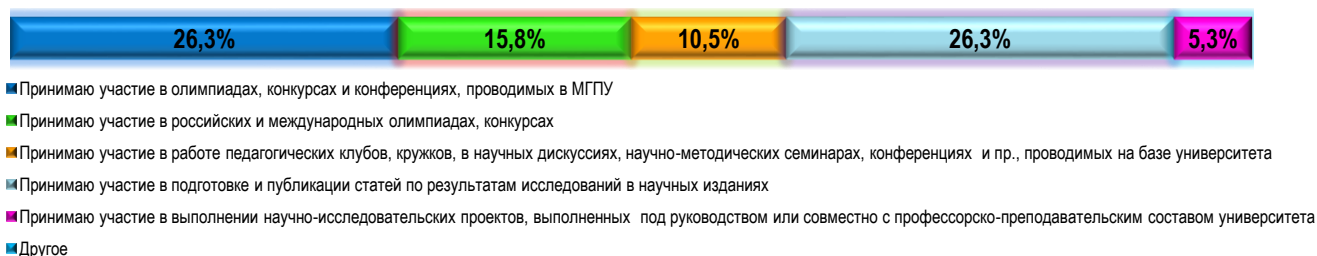 26,3% 15,8% 10,5% 26,3% 5,3%
Принимаю участие в олимпиадах, конкурсах и конференциях, проводимых в МГПУ
Принимаю участие в российских и международных олимпиадах, конкурсах
Принимаю участие в работе педагогических клубов, кружков, в научных дискуссиях, научно-методических семинарах, конференциях и пр., проводимых на базе университета
Принимаю участие в подготовке и публикации статей по результатам исследований в научных изданиях
Принимаю участие в выполнении научно-исследовательских проектов, выполненных под руководством или совместно с профессорско-преподавательским составом университета
Другое